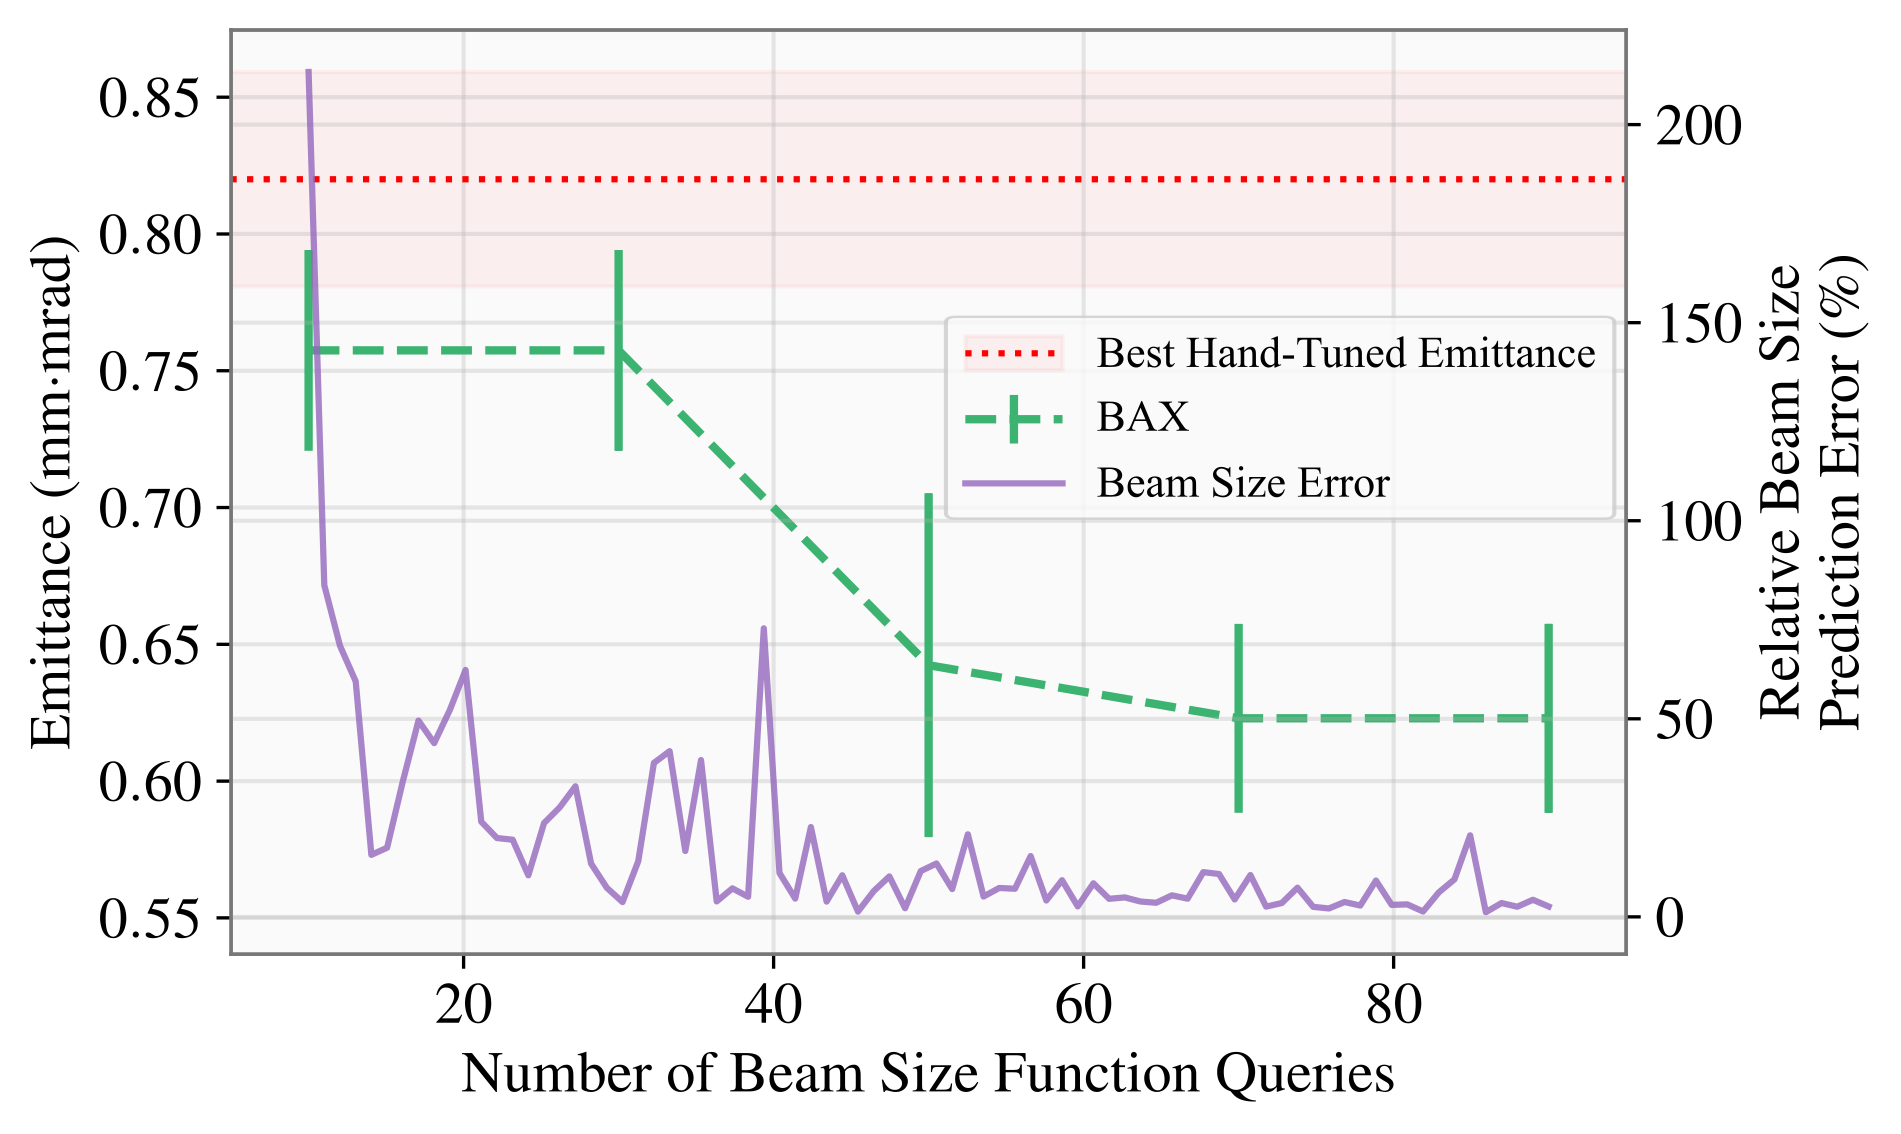 0.85
0.80
0.75
0.70
0.65
0.60
0.55
Emittance (mm·mrad)
200
150
100
50
0
Relative Beam Size
Prediction Error (%)
Best Hand-Tuned Emittance
BAX
Beam Size Error
20 40 60 80
Number of Beam Size Function Queries